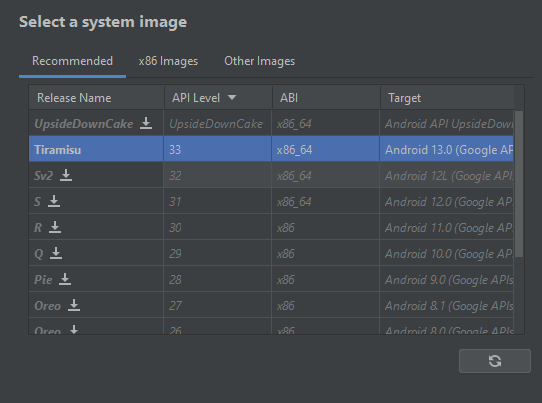 Select a system image
Recommended x86 Images Other Images
Release Name API Level ABI Target
UpsideDownCake UpsideDownCake x86_64 Android API UpsideDown
Tiramisu 33 x86_64 Android 13.0 (Google AP
Sv2 32 x86_64 Android 12L (Google API
S 31 x86_64 Android 12.0 (Google AP
R 30 x86 Android 11.0 (Google AP
Q 29 x86 Android 10.0 (Google AP
Pie 28 x86 Android 9.0 (Google APIs
Oreo 27 x86 Android 8.1 (Google APIs
Oreo 26 x86 Android 8.0 (Google APIs